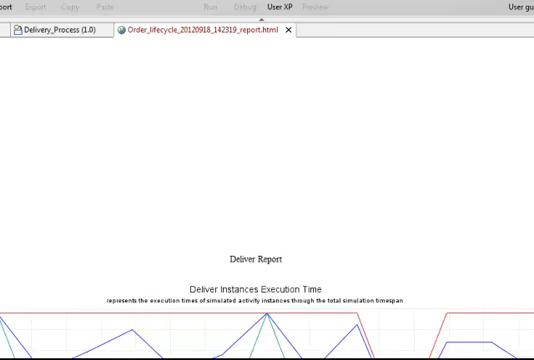 port Export Copy Paste Run Debug User XP Preview User gu
Delivery_Process (1.0) Order_lifecycle_20120918_142319_report.html
Deliver Report
Deliver Instances Execution Time
represents the execution times of simulated activity instances through the total simulation timespan